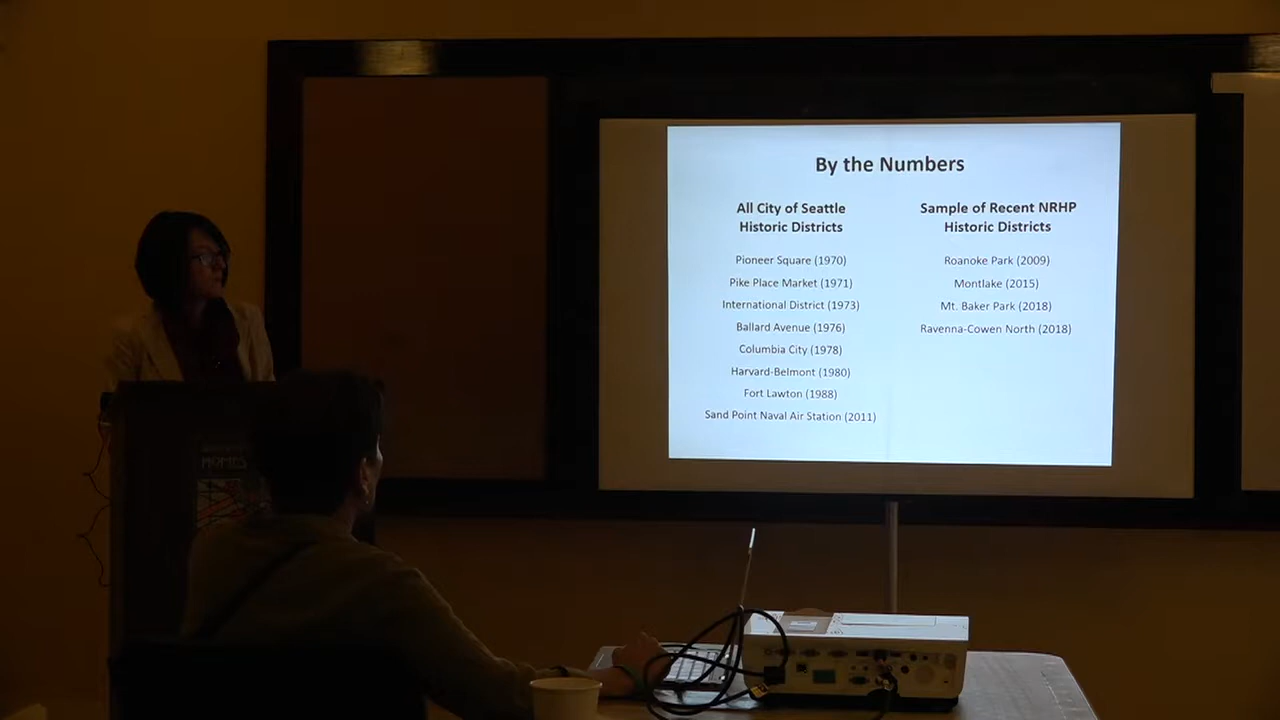 By the Numbers
All City of Seattle
Historic Districts
Pioneer Square (1970)
Pike Place Market (1971)
International District (1973)
Ballard Avenue (1976)
Columbia City (1978)
Harvard-Belmont (1980)
Fort Lawton (1988)
Sand Point Naval Air Station (2011)
Sample of Recent NRHP
Historic Districts
Roanoke Park (2009)
Montlake (2015)
Mt. Baker Park (2018)
Ravenna-Cowen North (2018)